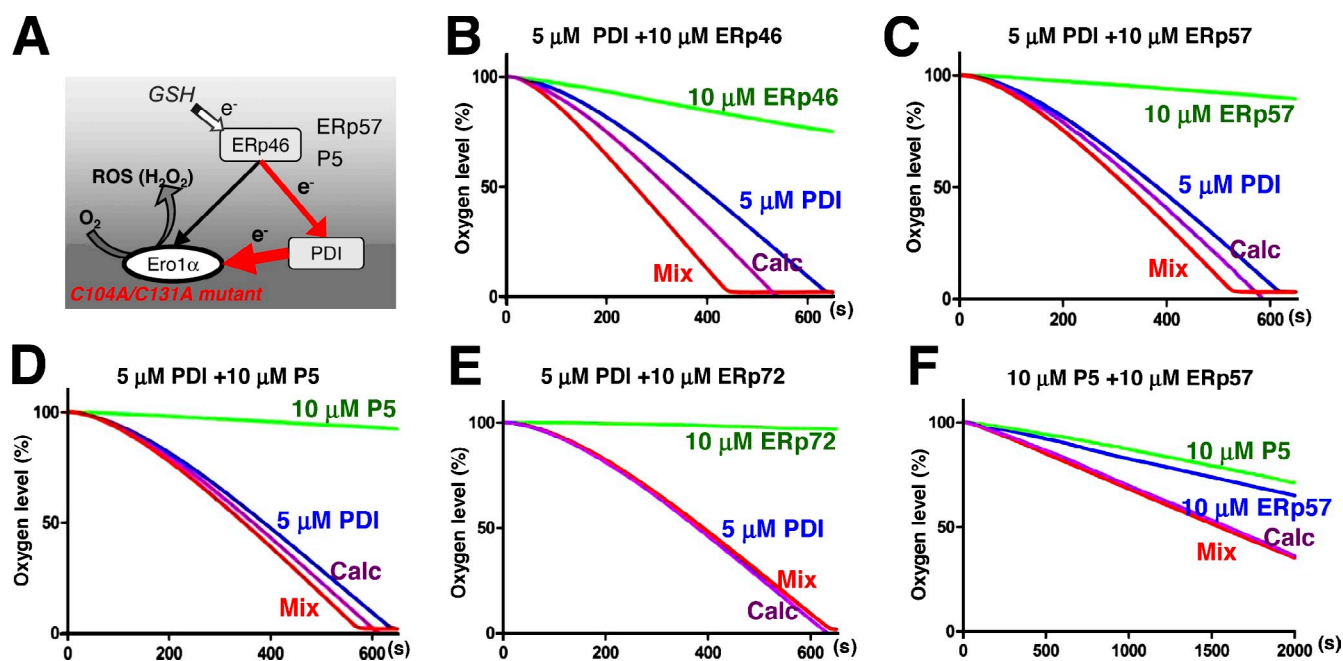 A
GSH
e-
ERp46
ERp57
P5
ROS (H2O2)
O2
e-
e-
PDI
Ero1α
C104A/C131A mutant
B
5 μM PDI +10 μM ERp46
Oxygen level (%)
100
50
0
10 μM ERp46
5 μM PDI
Calc
Mix
0 200 400 600 (s)
C
5 μM PDI +10 μM ERp57
Oxygen level (%)
100
50
0
10 μM ERp57
5 μM PDI
Calc
Mix
0 200 400 600 (s)
D
5 μM PDI +10 μM P5
Oxygen level (%)
100
50
0
10 μM P5
5 μM PDI
Calc
Mix
0 200 400 600 (s)
E
5 μM PDI +10 μM ERp72
Oxygen level (%)
100
50
0
10 μM ERp72
5 μM PDI
Mix
Calc
0 200 400 600 (s)
F
10 μM P5 +10 μM ERp57
Oxygen level (%)
100
50
0
10 μM P5
10 μM ERp57
Calc
Mix
0 500 1000 1500 2000 (s)